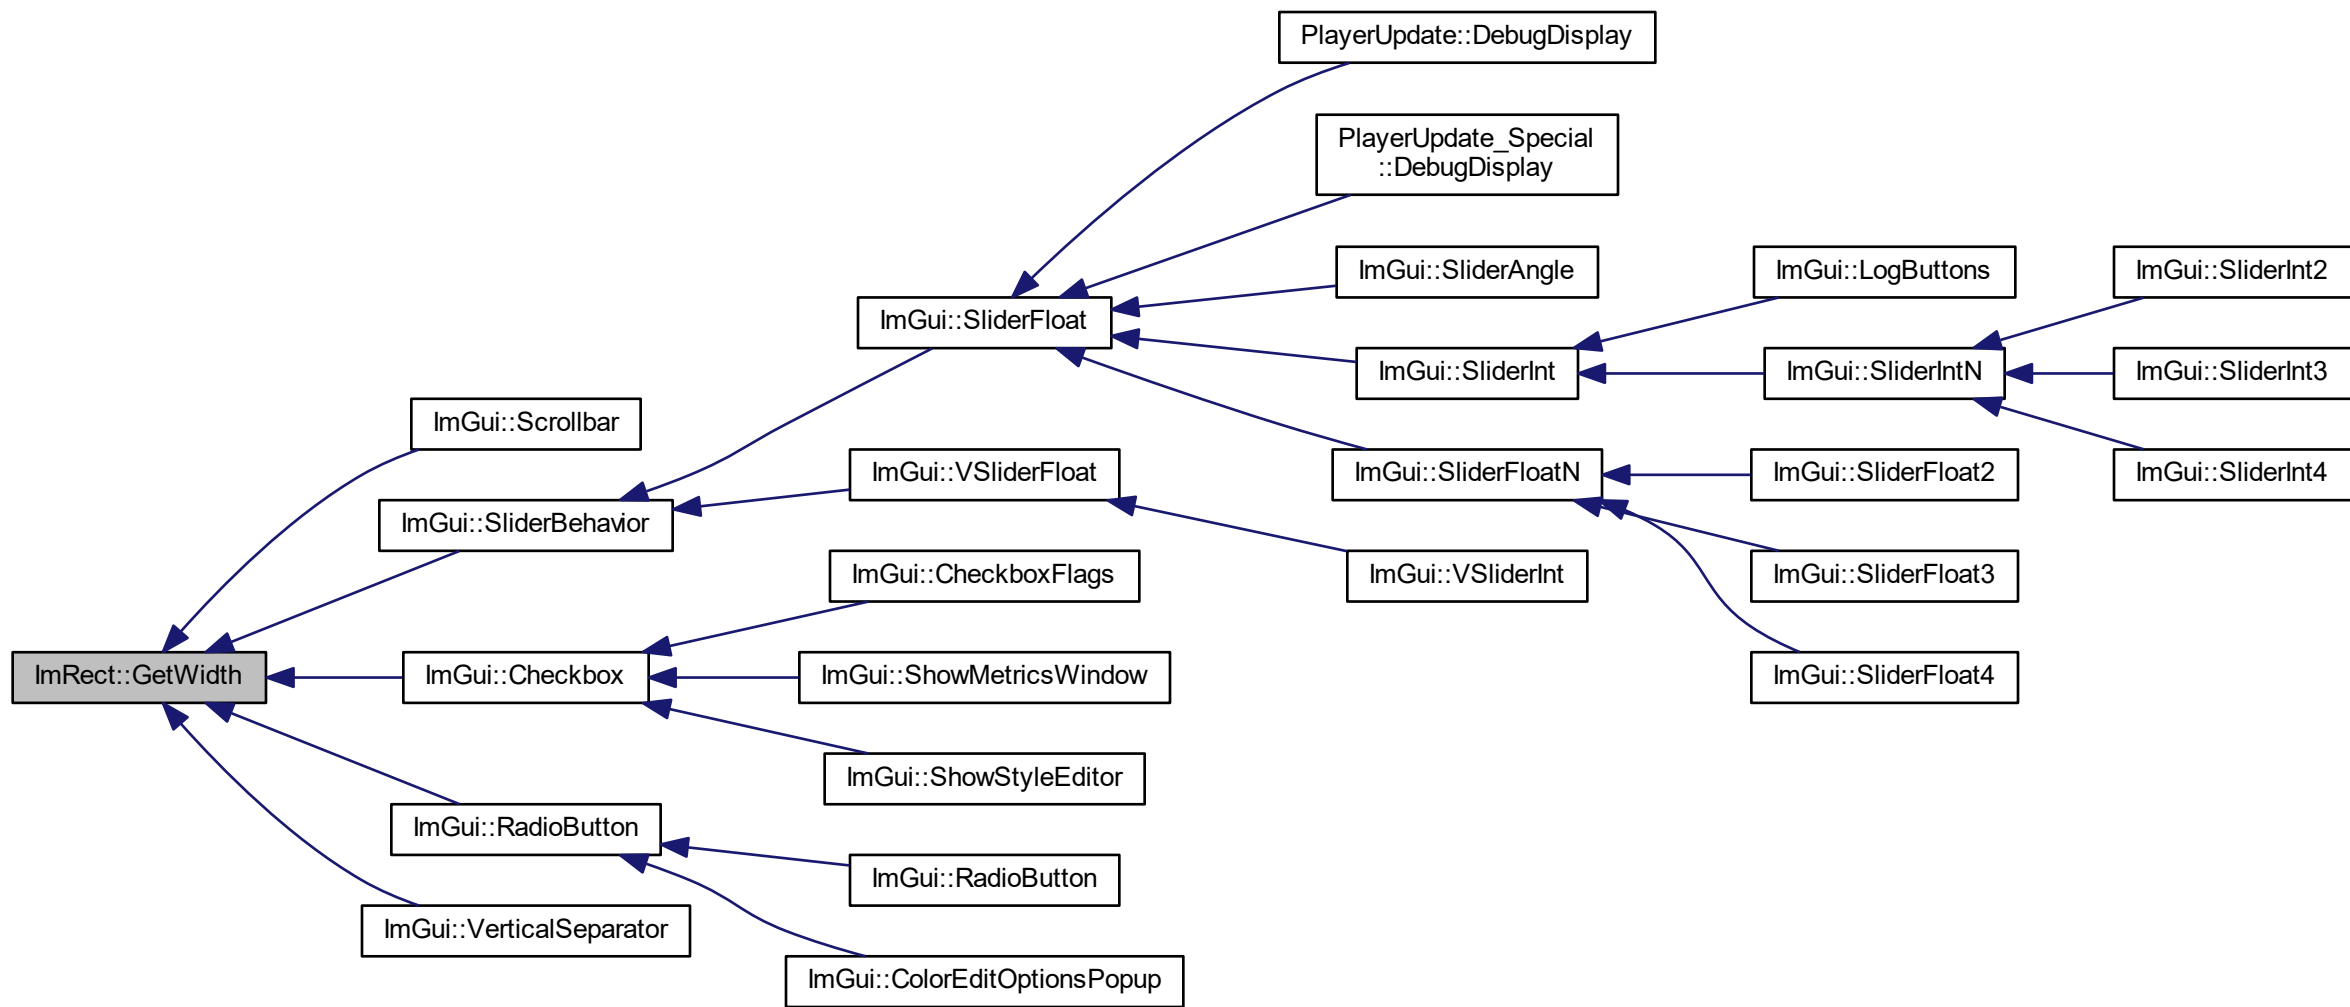 PlayerUpdate::DebugDisplay
PlayerUpdate_Special
::DebugDisplay
ImGui::SliderAngle
ImGui::LogButtons
ImGui::SliderInt2
ImGui::SliderFloat
ImGui::SliderInt
ImGui::SliderIntN
ImGui::SliderInt3
ImGui::Scrollbar
ImGui::VSliderFloat
ImGui::SliderFloatN
ImGui::SliderFloat2
ImGui::SliderInt4
ImGui::SliderBehavior
ImGui::CheckboxFlags
ImGui::VSliderInt
ImGui::SliderFloat3
ImRect::GetWidth
ImGui::Checkbox
ImGui::ShowMetricsWindow
ImGui::SliderFloat4
ImGui::ShowStyleEditor
ImGui::RadioButton
ImGui::RadioButton
ImGui::VerticalSeparator
ImGui::ColorEditOptionsPopup